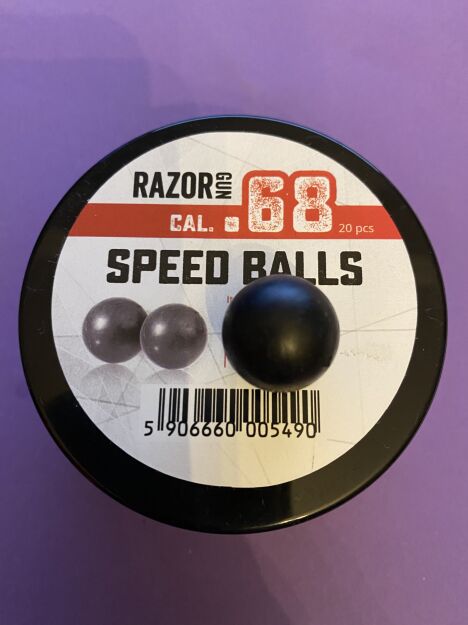 RAZOR GUN .68
CAL. 20 pcs
SPEED BALLS
5 906660 005490